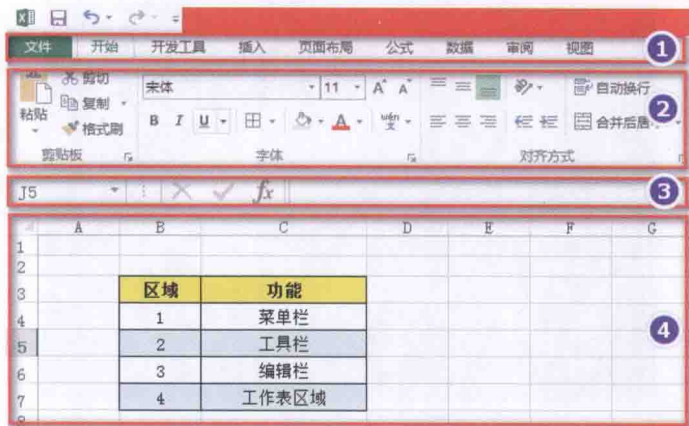 文件 开始 开发工具 插入 页面布局 公式 数据 审阅 视图 1
剪切
复制
粘贴 格式刷
宋体 11 A A
B I U A wén 文
自动换行
合并后居
2
剪贴板 字体 对齐方式
J5 fx 3
A B C D E F G
1
2
3 区域 功能
4 1 菜单栏
5 2 工具栏
6 3 编辑栏
7 4 工作表区域
4